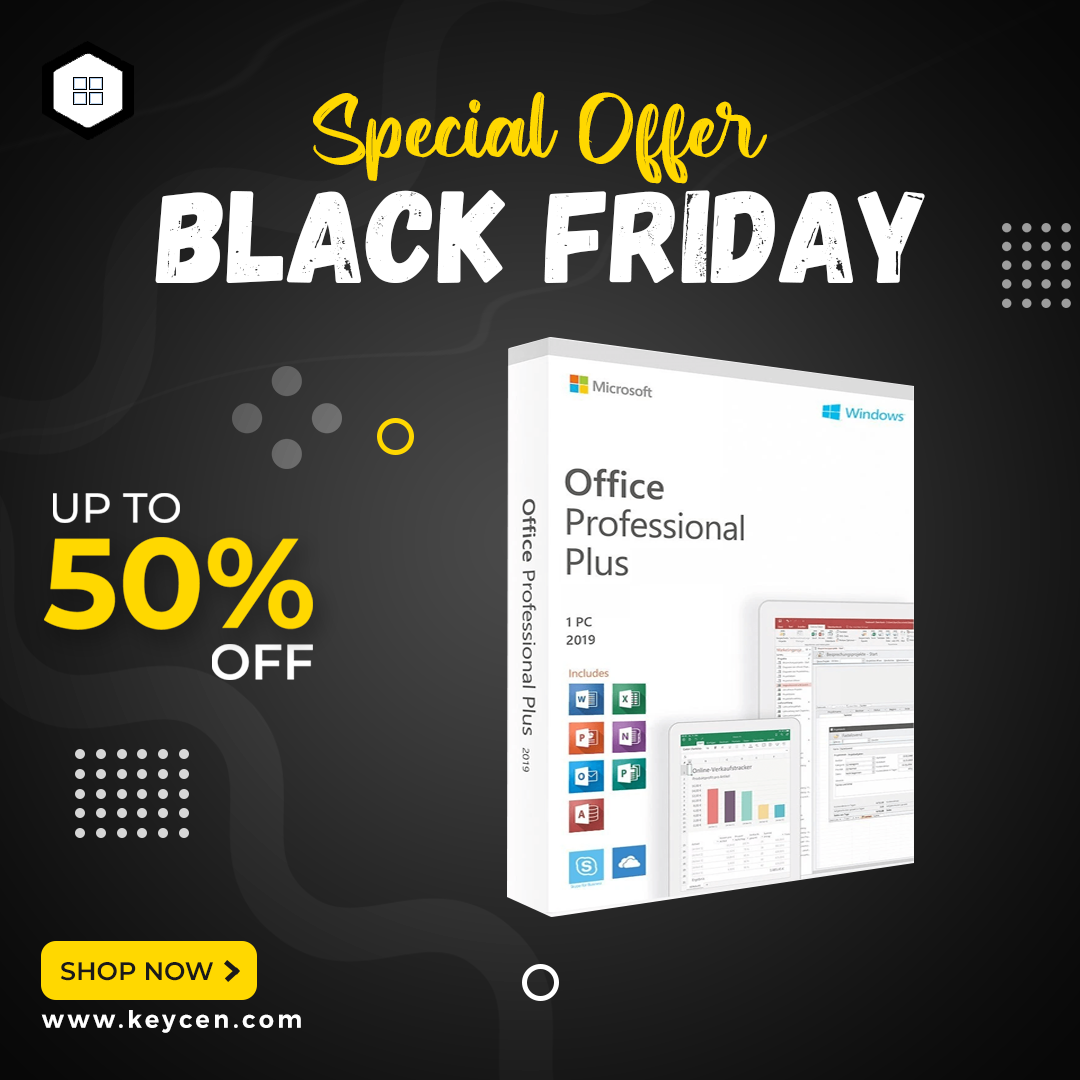 Special Offer
BLACK FRIDAY
Microsoft
Windows
Office
Professional
Plus
Office Professional Plus 2019
UP TO
50%
OFF
1 PC
2019
Includes
Online-Verkaufstracker
SHOP NOW
www.keycen.com